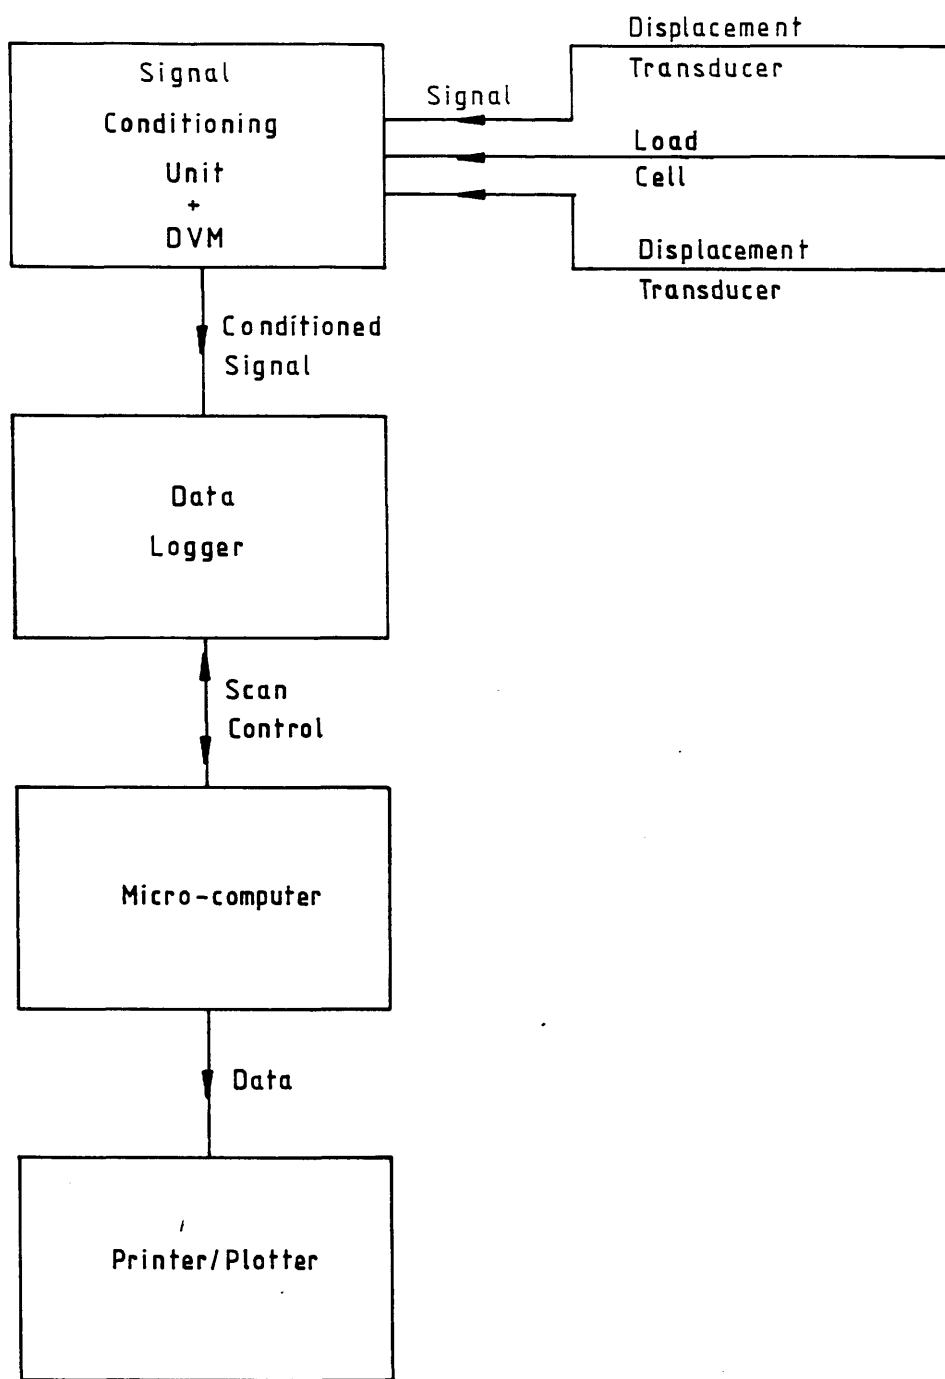 Signal
Conditioning
Unit
+
DVM
Signal
Displacement
Transducer
Load
Cell
Displacement
Transducer
Conditioned
Signal
Data
Logger
Scan
Control
Micro-computer
Data
Printer/Plotter